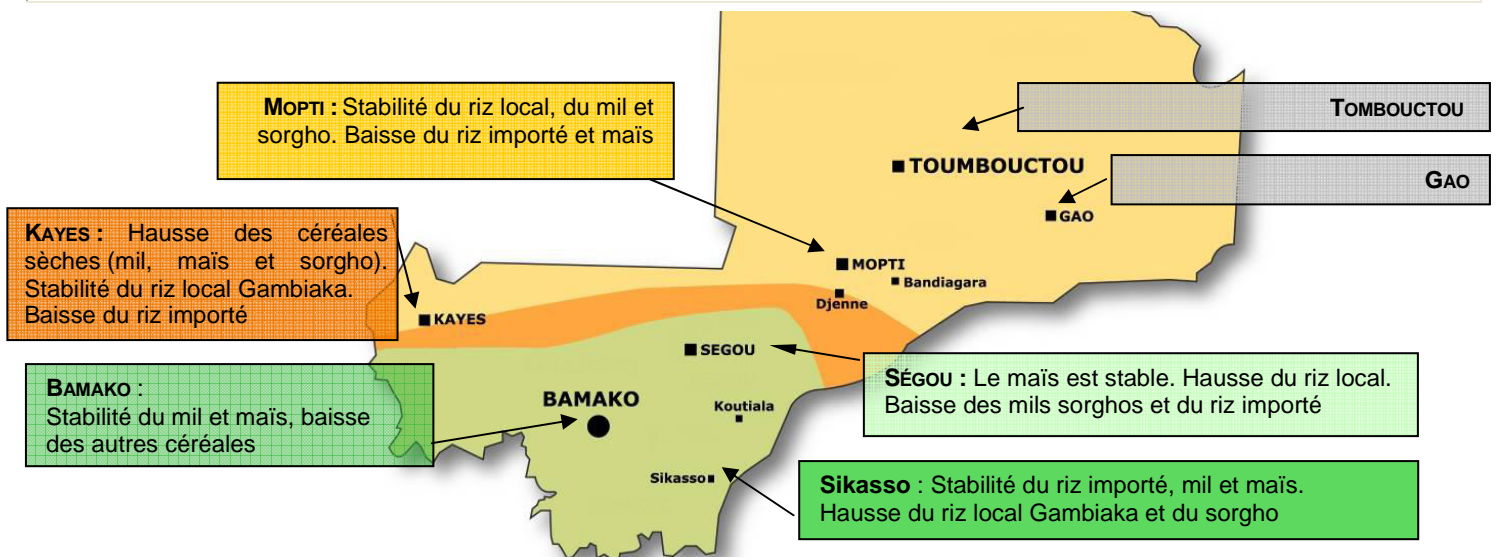 MOPTI : Stabilité du riz local, du mil et
sorgho. Baisse du riz importé et maïs
TOMBOUCTOU
TOUMBOUCTOU
GAO
GAO
KAYES : Hausse des céréales
sèches (mil, maïs et sorgho).
Stabilité du riz local Gambiaka.
Baisse du riz importé
MOPTI
Bandiagara
Djenne
KAYES
SEGOU
SÉGOU : Le maïs est stable. Hausse du riz local.
Baisse des mils sorghos et du riz importé
BAMAKO :
Stabilité du mil et maïs, baisse
des autres céréales
BAMAKO
Koutiala
Sikasso
Sikasso : Stabilité du riz importé, mil et maïs.
Hausse du riz local Gambiaka et du sorgho